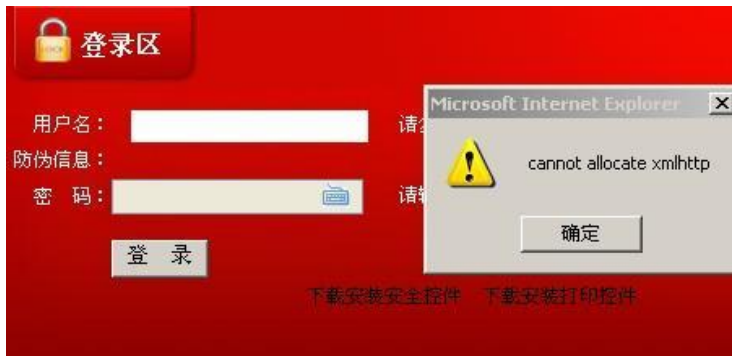 登录区
Microsoft Internet Explorer
用户名：
请
防伪信息：
cannot allocate xmlhttp
密 码：
请输
确定
登 录
下载安装安全控件 下载安装打印控件